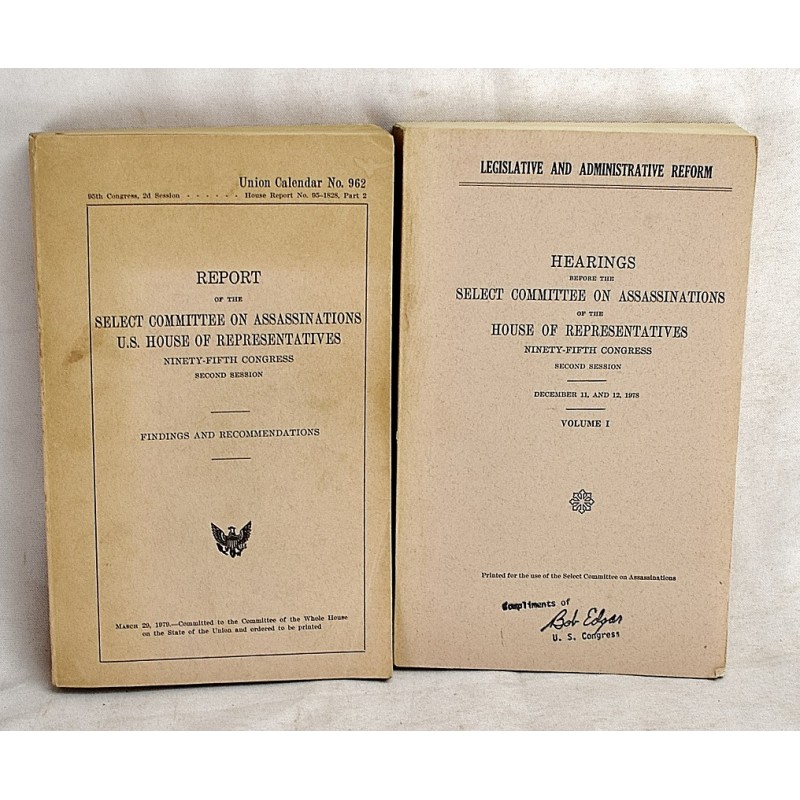 Union Calendar No. 962
95th Congress, 2d Session - - - - - - House Report No. 95-1828, Part 2
REPORT
OF THE
SELECT COMMITTEE ON ASSASSINATIONS
U.S. HOUSE OF REPRESENTATIVES
NINETY-FIFTH CONGRESS
SECOND SESSION
FINDINGS AND RECOMMENDATIONS
MARCH 29, 1979.—Committed to the Committee of the Whole House
on the State of the Union and ordered to be printed
LEGISLATIVE AND ADMINISTRATIVE REFORM
HEARINGS
BEFORE THE
SELECT COMMITTEE ON ASSASSINATIONS
OF THE
HOUSE OF REPRESENTATIVES
NINETY-FIFTH CONGRESS
SECOND SESSION
DECEMBER 11, AND 12, 1978
VOLUME I
Printed for the use of the Select Committee on Assassinations
Compliments of
Bob Edgar
U. S. Congress